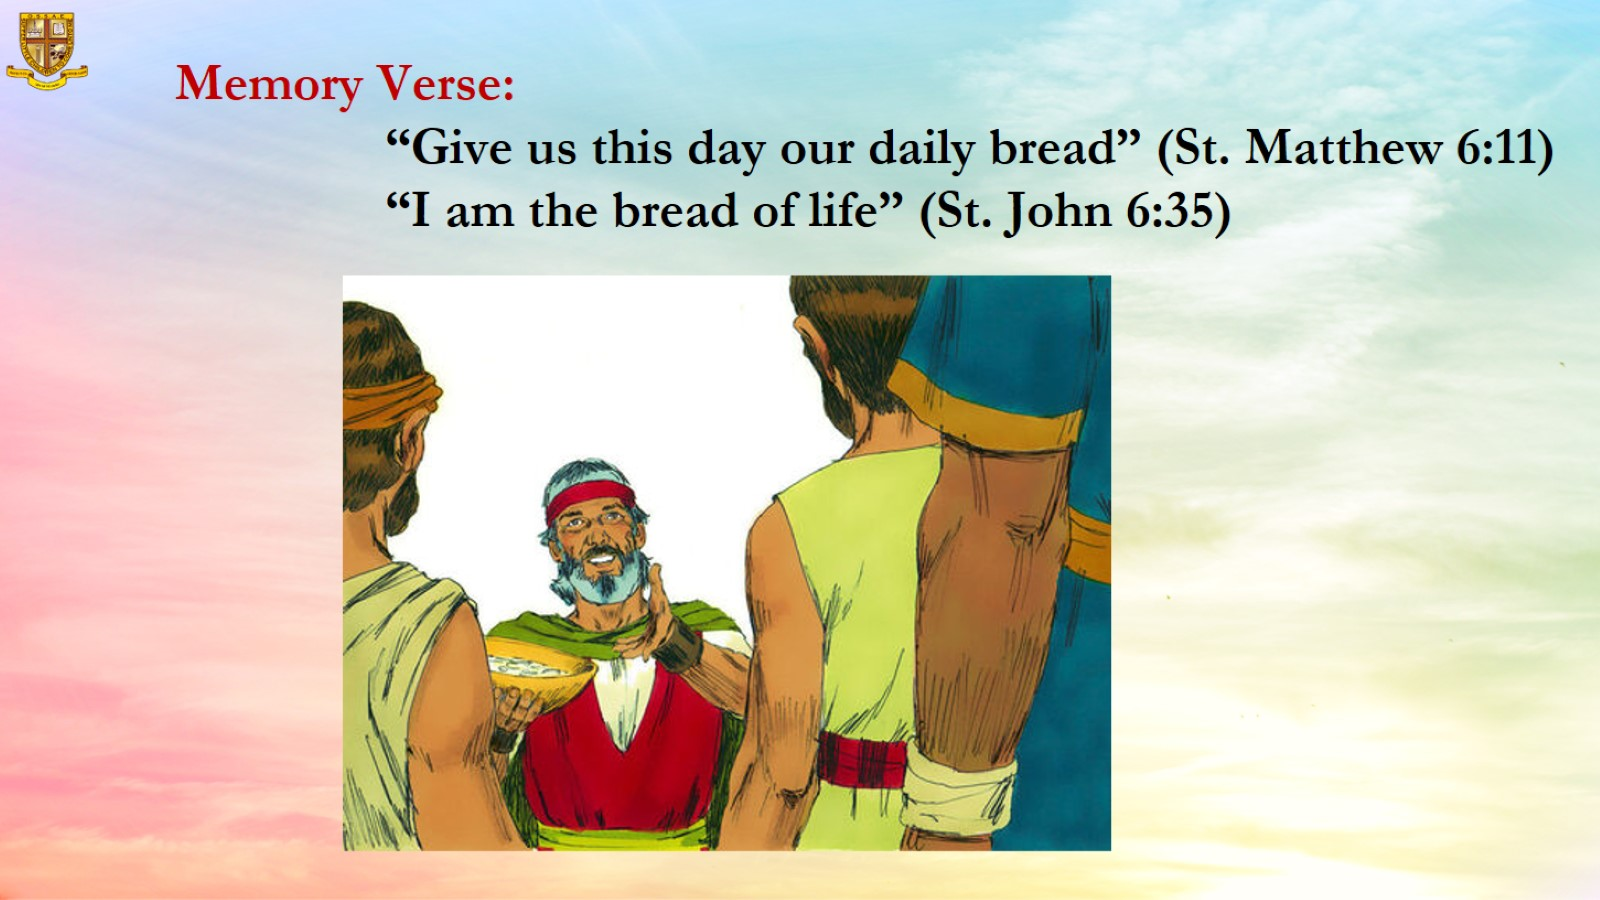 Memory Verse:
“Give us this day our daily bread” (St. Matthew 6:11)
“I am the bread of life” (St. John 6:35)